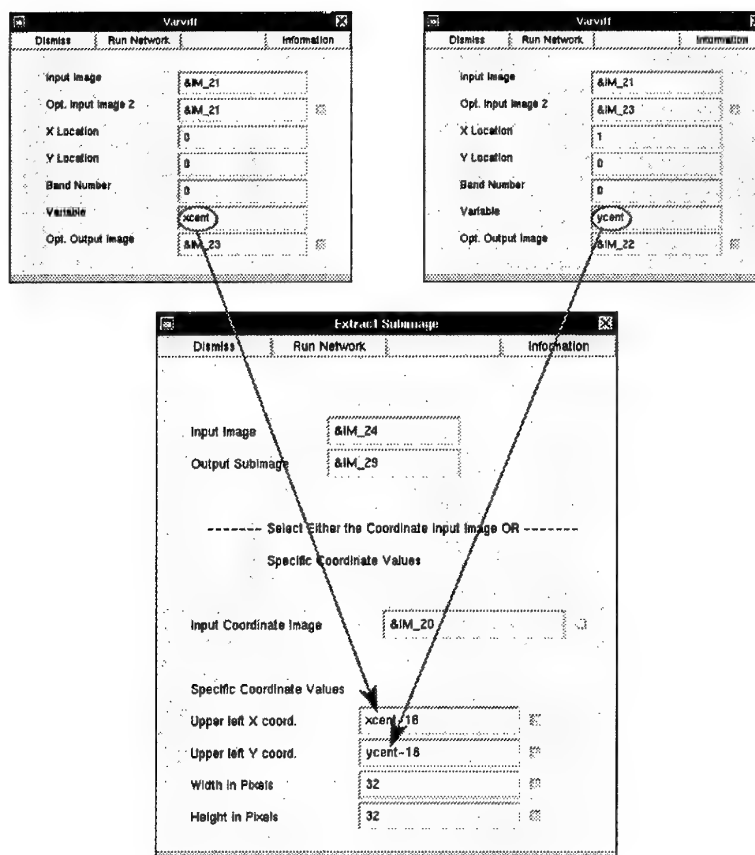 Varviff
Dismiss Run Network Information
Input Image &IM_21
Opt. Input Image 2 &IM_21
X Location 0
Y Location 0
Band Number 0
Variable xcent
Opt. Output Image &IM_23
Varviff
Dismiss Run Network Information
Input Image &IM_21
Opt. Input Image 2 &IM_23
X Location 1
Y Location 0
Band Number 0
Variable ycent
Opt. Output Image &IM_22
Extract Subimage
Dismiss Run Network Information
Input Image &IM_24
Output Subimage &IM_29
------ Select Either the Coordinate Input Image OR ------
Specific Coordinate Values
Input Coordinate Image &IM_20
Specific Coordinate Values
Upper left X coord. xcent-16
Upper left Y coord. ycent-16
Width in Pixels 32
Height in Pixels 32